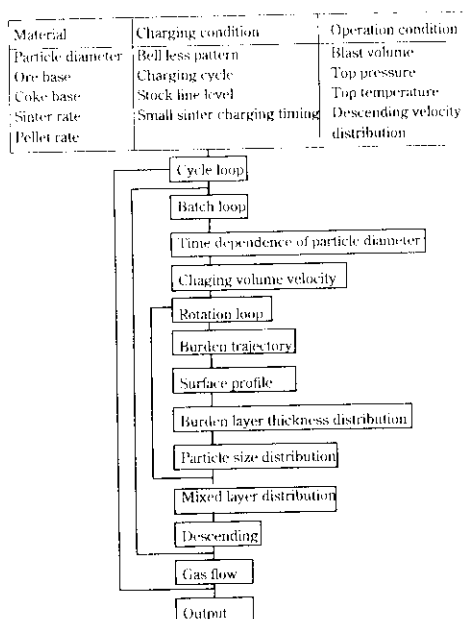 Material Charging condition Operation condition
Particle diameter Bell less pattern Blast volume
Ore base Charging cycle Top pressure
Coke base Stock line level Top temperature
Sinter rate Small sinter charging timing Descending velocity
Pellet rate distribution
Cycle loop
Batch loop
Time dependence of particle diameter
Chaging volume velocity
Rotation loop
Burden trajectory
Surface profile
Burden layer thickness distribution
Particle size distribution
Mixed layer distribution
Descending
Gas flow
Output